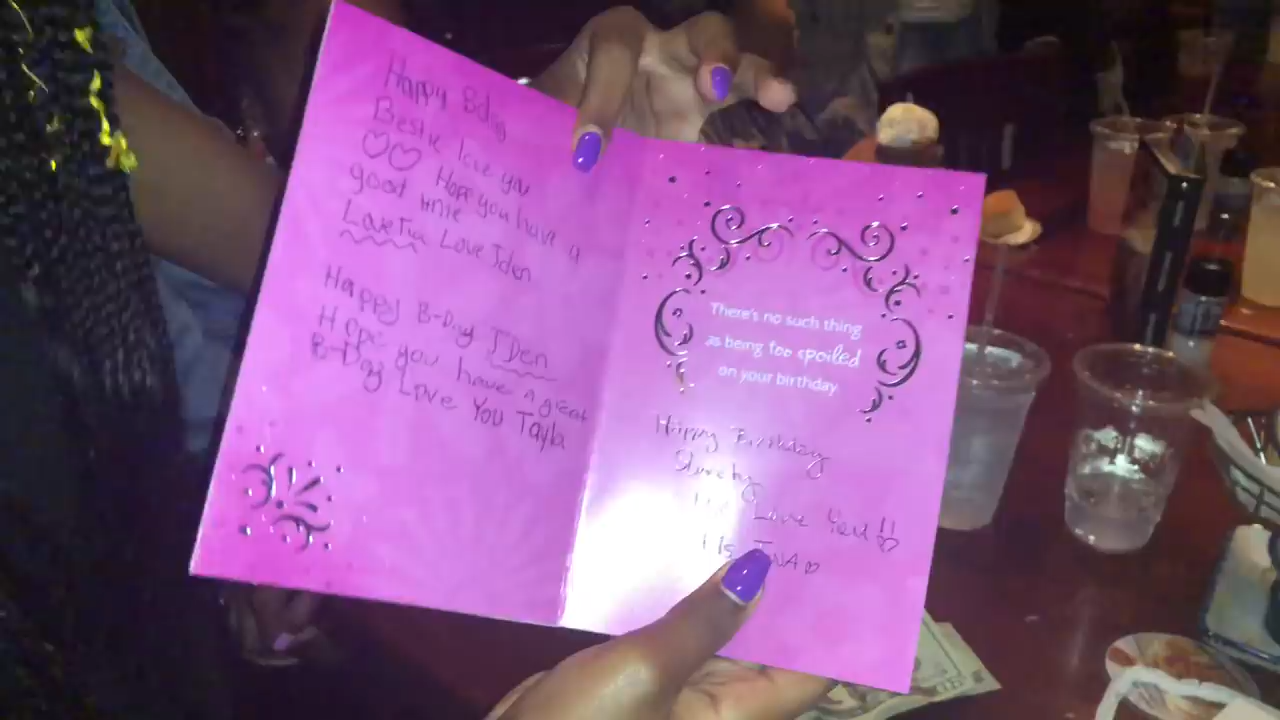 Happy Bday
Bestie love you
Hope you have a
good time
Love Iden
Happy B-Day IDen
Hope you have a great
B-Day Love You Tayla
There's no such thing
as being too spoiled
on your birthday
Happy Birthday
Love You!!
INA